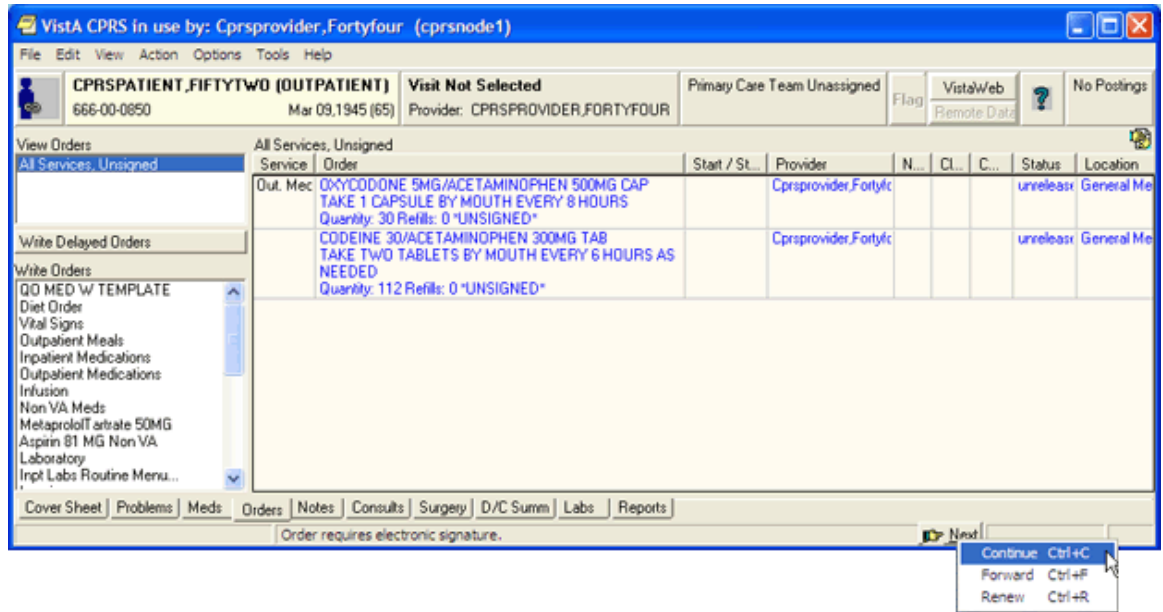 VistA CPRS in use by: Cprsprovider,Fortyfour (cprsnode1)
File Edit View Action Options Tools Help
CPRSPATIENT,FIFTYTWO (OUTPATIENT) Visit Not Selected Primary Care Team Unassigned Flag VistaWeb ? No Postings
666-00-0850 Mar 09,1945 (65) Provider: CPRSPROVIDER,FORTYFOUR Remote Data
View Orders
All Services, Unsigned
Write Delayed Orders
Write Orders
QO MED W TEMPLATE
Diet Order
Vital Signs
Outpatient Meals
Inpatient Medications
Outpatient Medications
Infusion
Non VA Meds
MetaprololTartrate 50MG
Aspirin 81 MG Non VA
Laboratory
Inpt Labs Routine Menu...
All Services, Unsigned
Service Order Start / St... Provider N... Cl... C... Status Location
Out. Mec OXYCODONE 5MG/ACETAMINOPHEN 500MG CAP Cprsprovider,Fortyfc unreleas General Me
TAKE 1 CAPSULE BY MOUTH EVERY 8 HOURS
Quantity: 30 Refills: 0 *UNSIGNED*
CODEINE 30/ACETAMINOPHEN 300MG TAB Cprsprovider,Fortyfc unreleas General Me
TAKE TWO TABLETS BY MOUTH EVERY 6 HOURS AS
NEEDED
Quantity: 112 Refills: 0 *UNSIGNED*
Cover Sheet Problems Meds Orders Notes Consults Surgery D/C Summ Labs Reports
Order requires electronic signature. Next
Continue Ctrl+C
Forward Ctrl+F
Renew Ctrl+R